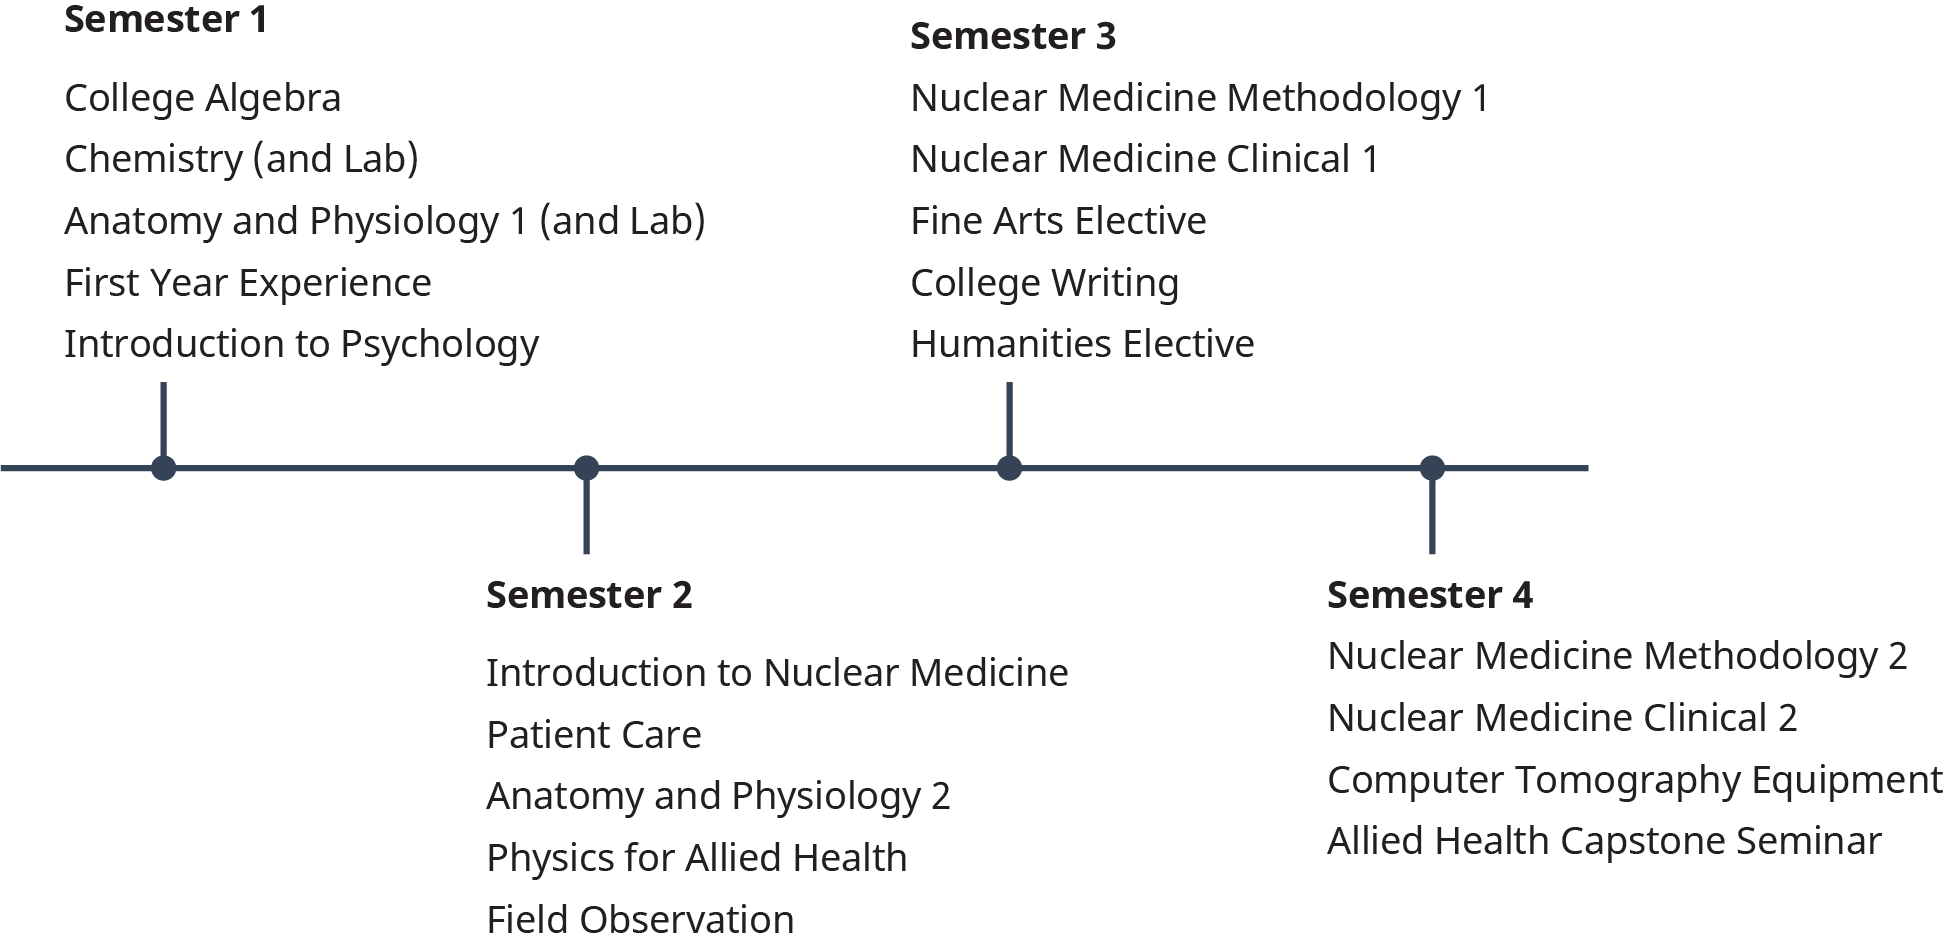 Semester 1
College Algebra
Chemistry (and Lab)
Anatomy and Physiology 1 (and Lab)
First Year Experience
Introduction to Psychology
Semester 2
Introduction to Nuclear Medicine
Patient Care
Anatomy and Physiology 2
Physics for Allied Health
Field Observation
Semester 3
Nuclear Medicine Methodology 1
Nuclear Medicine Clinical 1
Fine Arts Elective
College Writing
Humanities Elective
Semester 4
Nuclear Medicine Methodology 2
Nuclear Medicine Clinical 2
Computer Tomography Equipment
Allied Health Capstone Seminar